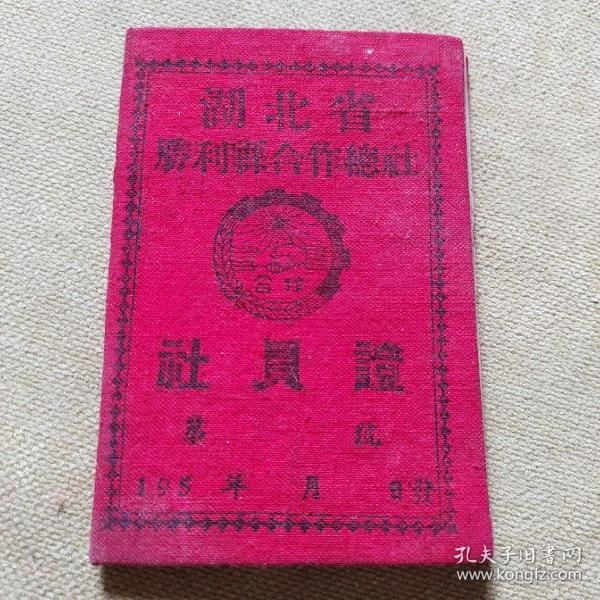 湖北省
勝利縣合作總社
合作
社員證
第 號
195 年 月 日發
孔夫子旧书网
www.kongfz.com